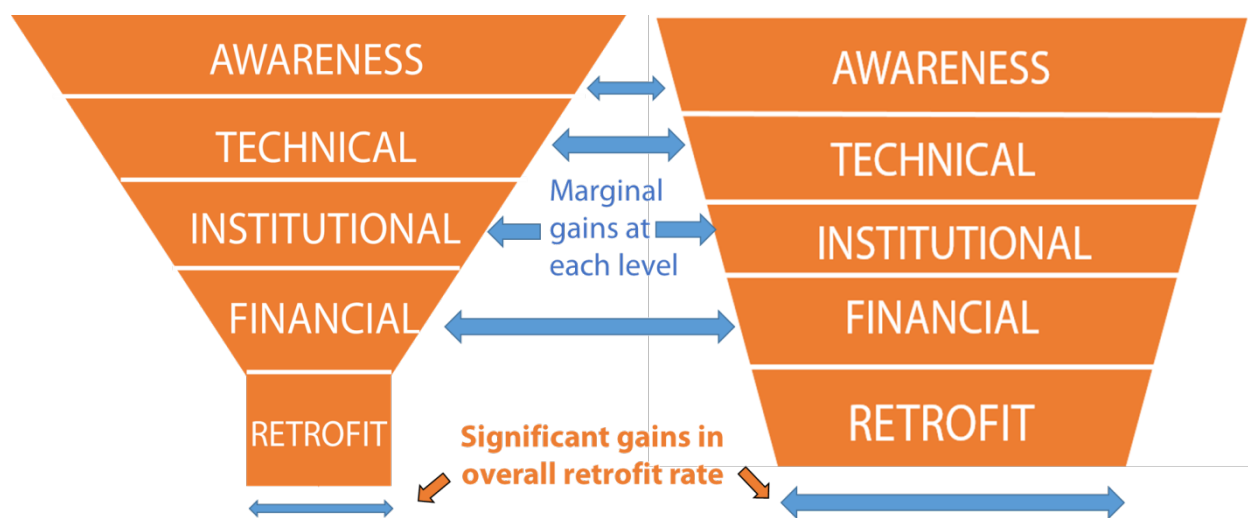 AWARENESS
TECHNICAL
INSTITUTIONAL
FINANCIAL
RETROFIT
Marginal
gains at
each level
Significant gains in
overall retrofit rate
AWARENESS
TECHNICAL
INSTITUTIONAL
FINANCIAL
RETROFIT